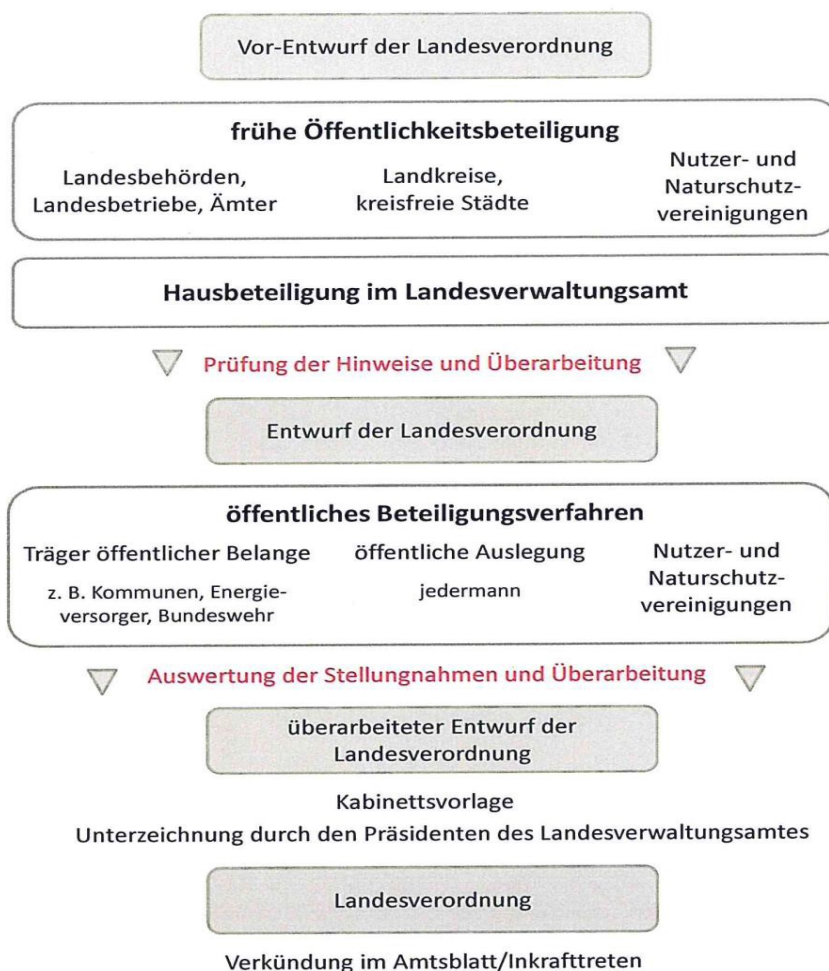 Vor-Entwurf der Landesverordnung
frühe Öffentlichkeitsbeteiligung
Landesbehörden,
Landesbetriebe, Ämter
Landkreise,
kreisfreie Städte
Nutzer- und
Naturschutz-
vereinigungen
Hausbeteiligung im Landesverwaltungsamt
Prüfung der Hinweise und Überarbeitung
Entwurf der Landesverordnung
öffentliches Beteiligungsverfahren
Träger öffentlicher Belange
z. B. Kommunen, Energie-
versorger, Bundeswehr
öffentliche Auslegung
jedermann
Nutzer- und
Naturschutz-
vereinigungen
Auswertung der Stellungnahmen und Überarbeitung
überarbeiteter Entwurf der
Landesverordnung
Kabinettsvorlage
Unterzeichnung durch den Präsidenten des Landesverwaltungsamtes
Landesverordnung
Verkündung im Amtsblatt/Inkrafttreten